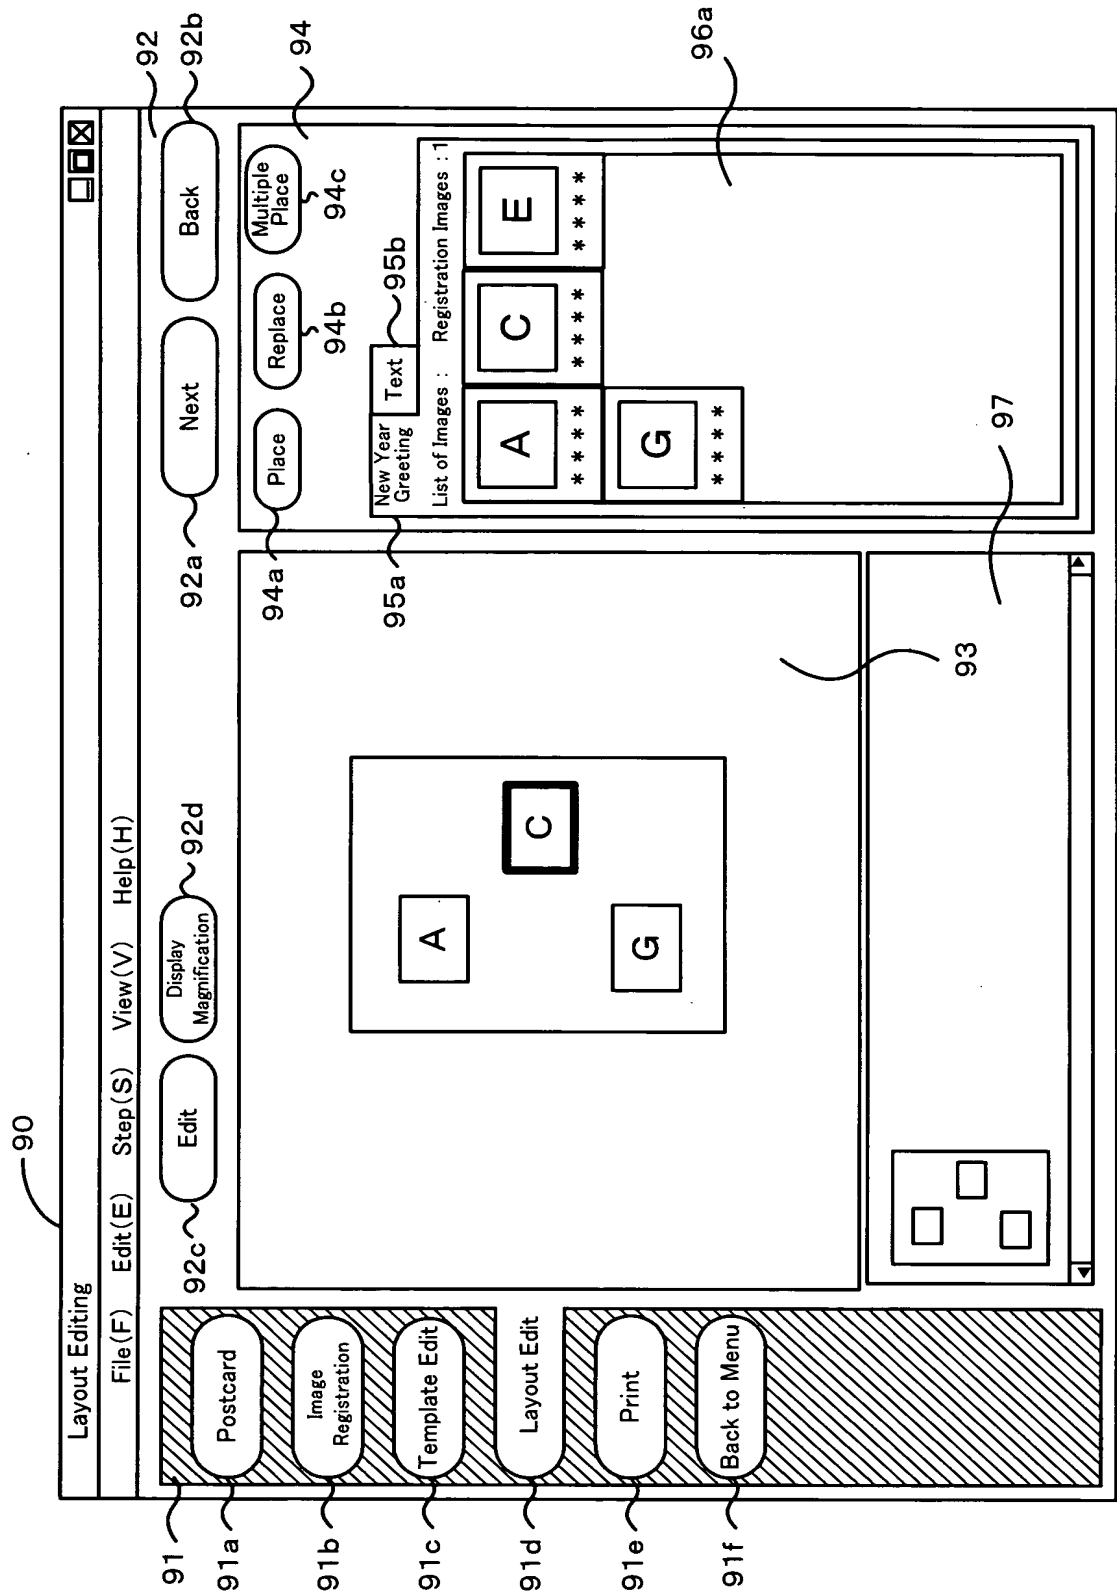 90
Layout Editing
File(F) Edit(E) Step(S) View(V) Help(H)
92
92c
Edit
Display
Magnification
92d
92a
Next
Back
92b
91
91a
Postcard
91b
Image
Registration
91c
Template Edit
91d
Layout Edit
91e
Print
91f
Back to Menu
A
C
G
93
97
94
94a
Place
Replace
94b
Multiple
Place
94c
95a
New Year
Greeting
Text
95b
List of Images : Registration Images : 1
A
****
C
****
E
****
G
****
96a